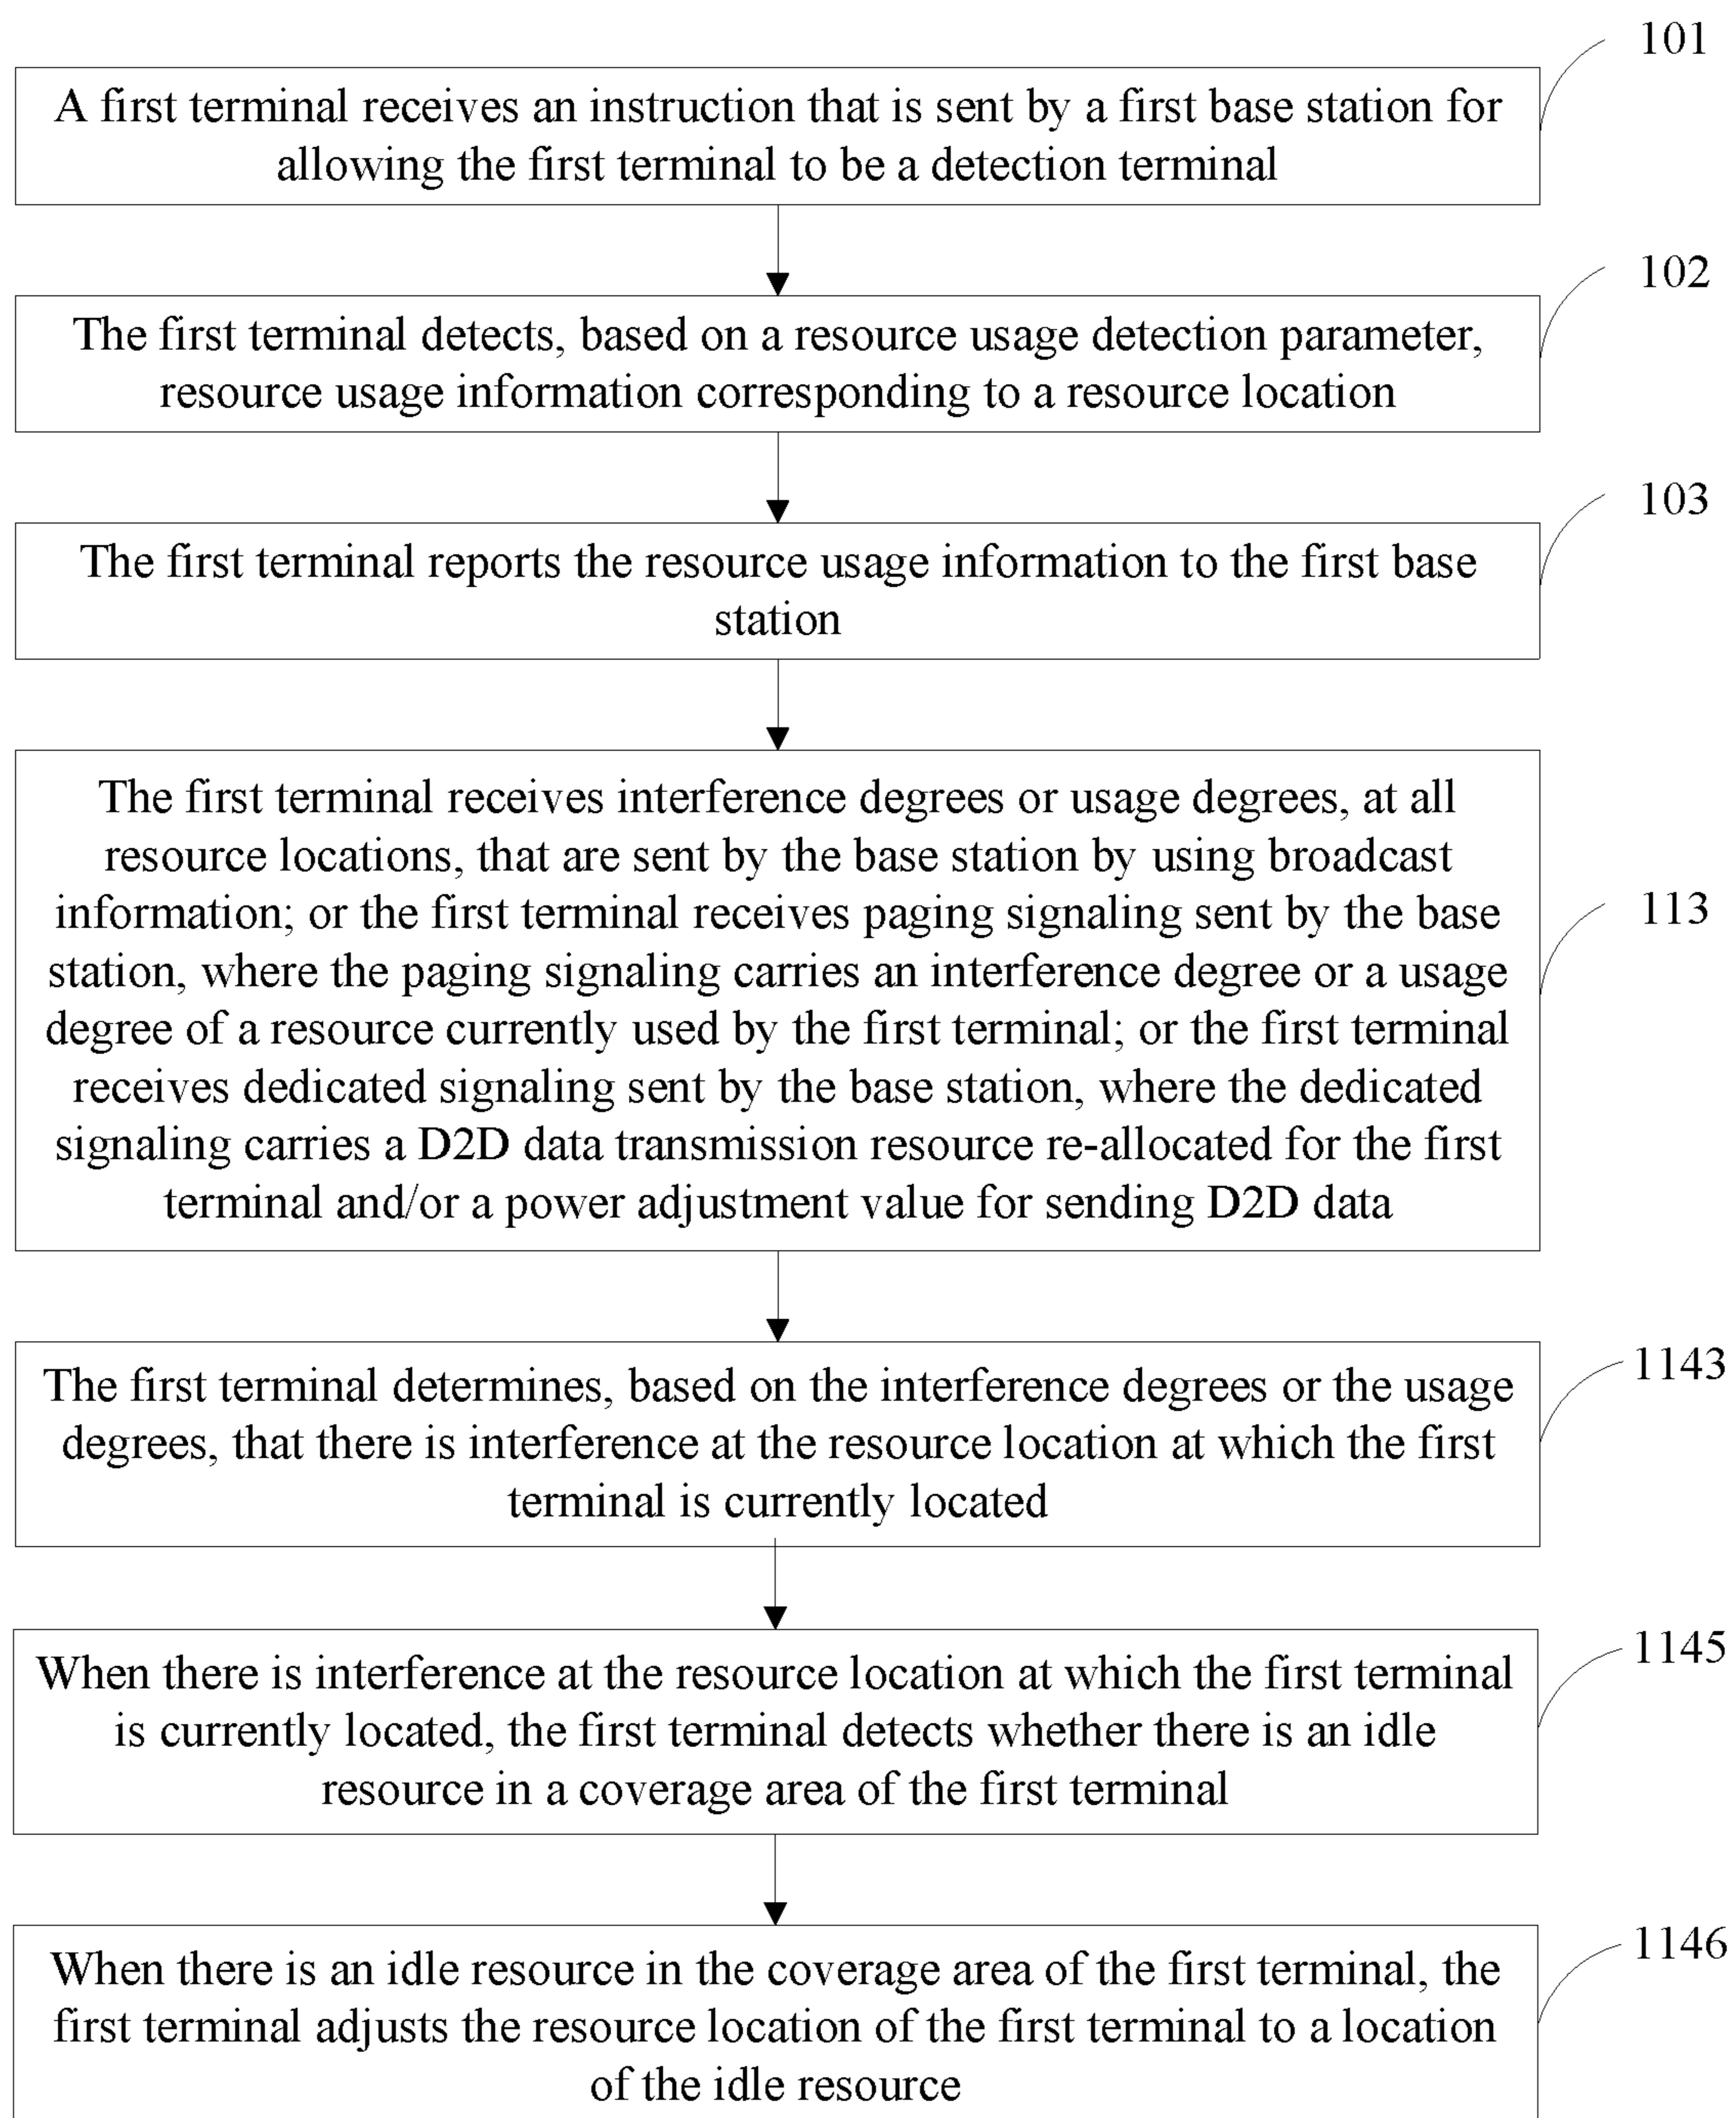 101
A first terminal receives an instruction that is sent by a first base station for
allowing the first terminal to be a detection terminal
102
The first terminal detects, based on a resource usage detection parameter,
resource usage information corresponding to a resource location
103
The first terminal reports the resource usage information to the first base
station
113
The first terminal receives interference degrees or usage degrees, at all
resource locations, that are sent by the base station by using broadcast
information; or the first terminal receives paging signaling sent by the base
station, where the paging signaling carries an interference degree or a usage
degree of a resource currently used by the first terminal; or the first terminal
receives dedicated signaling sent by the base station, where the dedicated
signaling carries a D2D data transmission resource re-allocated for the first
terminal and/or a power adjustment value for sending D2D data
1143
The first terminal determines, based on the interference degrees or the usage
degrees, that there is interference at the resource location at which the first
terminal is currently located
1145
When there is interference at the resource location at which the first terminal
is currently located, the first terminal detects whether there is an idle
resource in a coverage area of the first terminal
1146
When there is an idle resource in the coverage area of the first terminal, the
first terminal adjusts the resource location of the first terminal to a location
of the idle resource